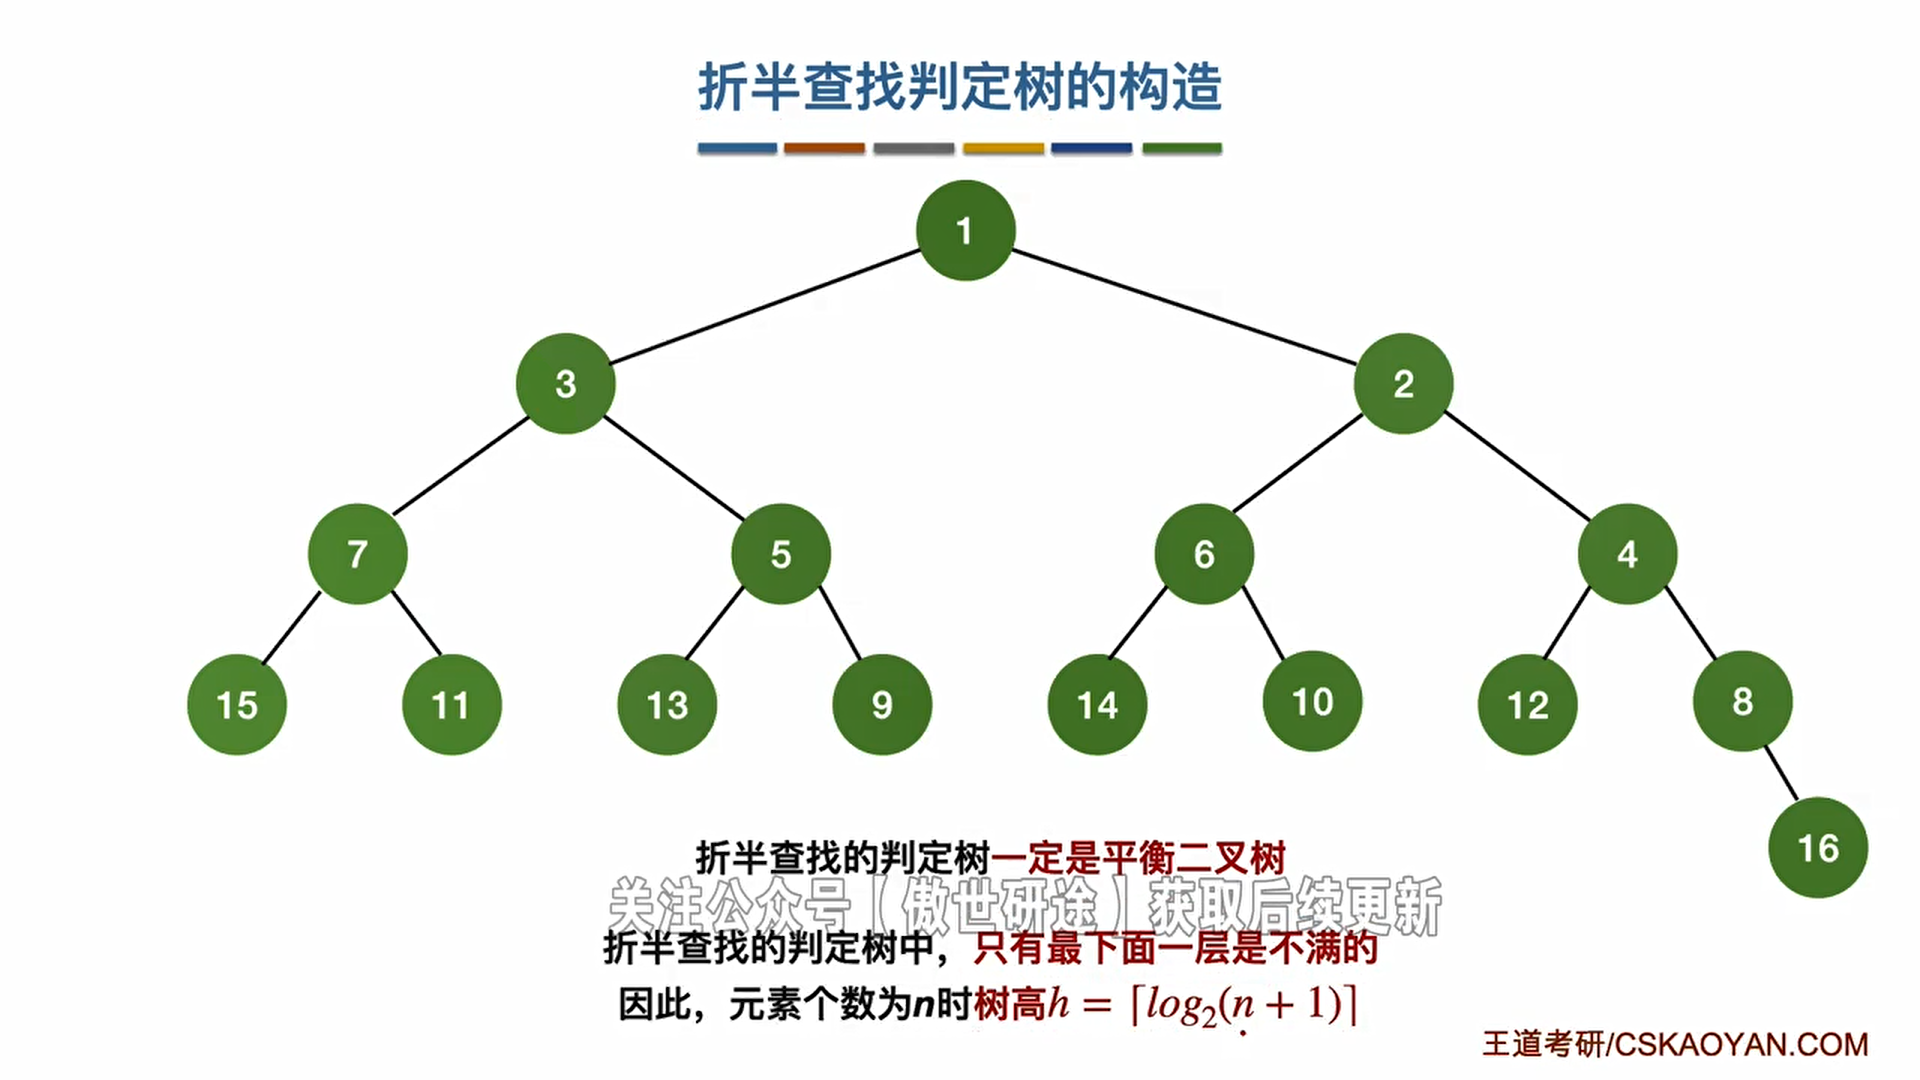 折半查找判定树的构造
1
3 2
7 5 6 4
15 11 13 9 14 10 12 8
16
折半查找的判定树一定是平衡二叉树
关注公众号【傲世研途】获取后续更新
折半查找的判定树中，只有最下面一层是不满的
因此，元素个数为n时树高h = ⌈log₂(n + 1)⌉
王道考研/CSKAOYAN.COM